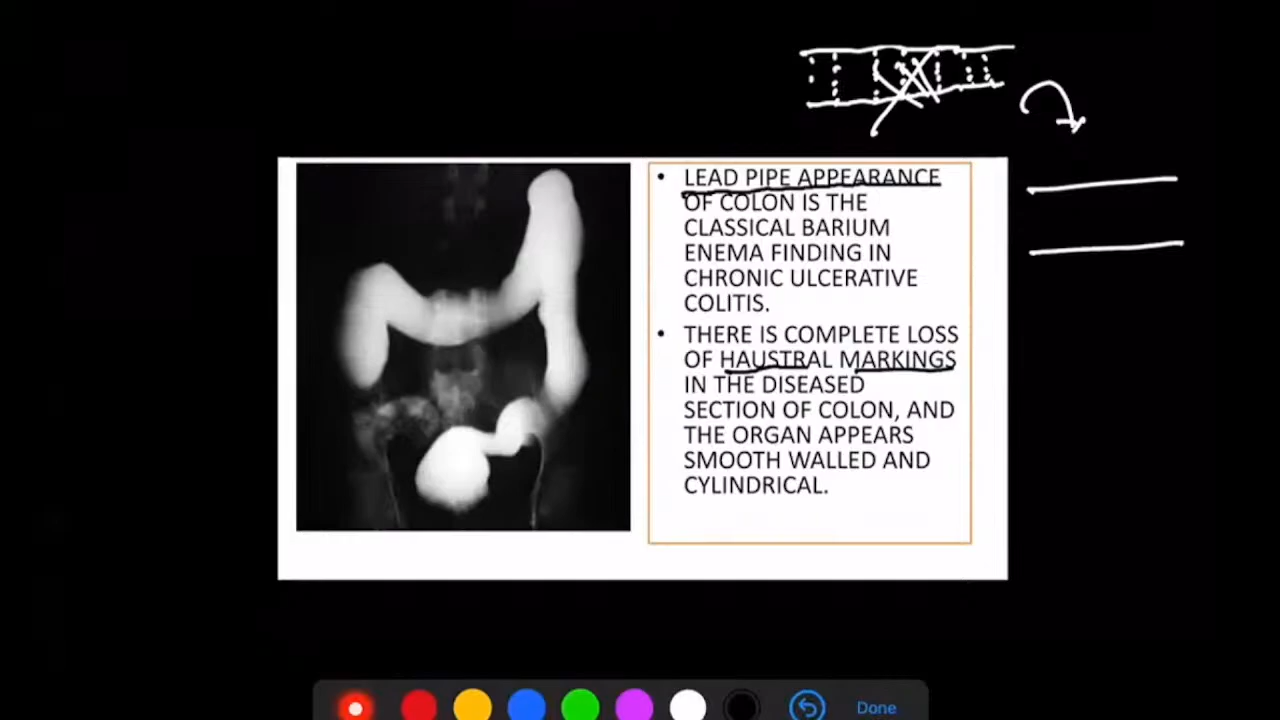 • LEAD PIPE APPEARANCE
OF COLON IS THE
CLASSICAL BARIUM
ENEMA FINDING IN
CHRONIC ULCERATIVE
COLITIS.
• THERE IS COMPLETE LOSS
OF HAUSTRAL MARKINGS
IN THE DISEASED
SECTION OF COLON, AND
THE ORGAN APPEARS
SMOOTH WALLED AND
CYLINDRICAL.
Done